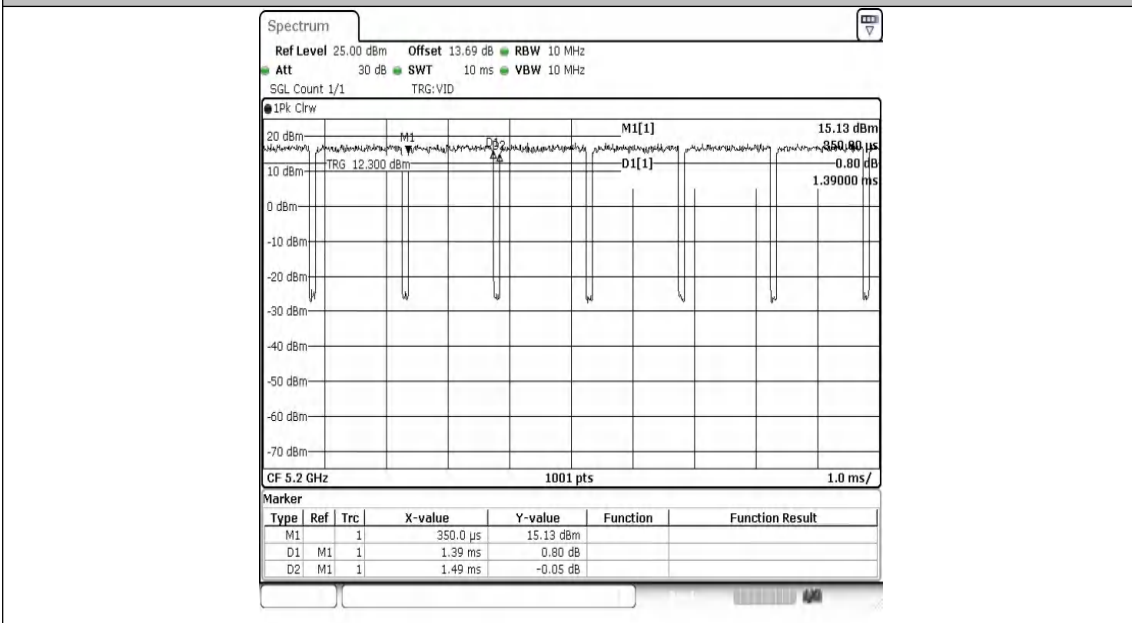 Spectrum
Ref Level 25.00 dBm Offset 13.69 dB RBW 10 MHz
Att 30 dB SWT 10 ms VBW 10 MHz
SGL Count 1/1 TRG:VID
1Pk Clrw
M1[1] 15.13 dBm
20 dBm
M1
350.80 µs
TRG 12.300 dBm
D1[1] 0.80 dB
10 dBm
1.39000 ms
0 dBm
-10 dBm
-20 dBm
-30 dBm
-40 dBm
-50 dBm
-60 dBm
-70 dBm
CF 5.2 GHz 1001 pts 1.0 ms/
Marker
Type Ref Trc X-value Y-value Function Function Result
M1 1 350.0 µs 15.13 dBm
D1 M1 1 1.39 ms 0.80 dB
D2 M1 1 1.49 ms -0.05 dB